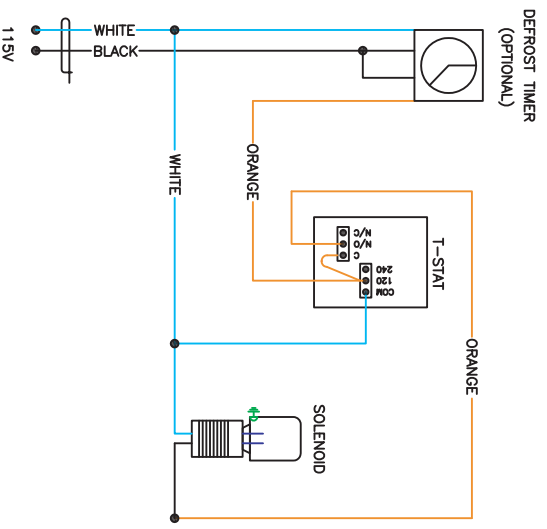 DEFROST TIMER
(OPTIONAL)
WHITE
BLACK
115V
WHITE
ORANGE
T-STAT
N/C
N/O
C
240
120
COM
ORANGE
SOLENOID